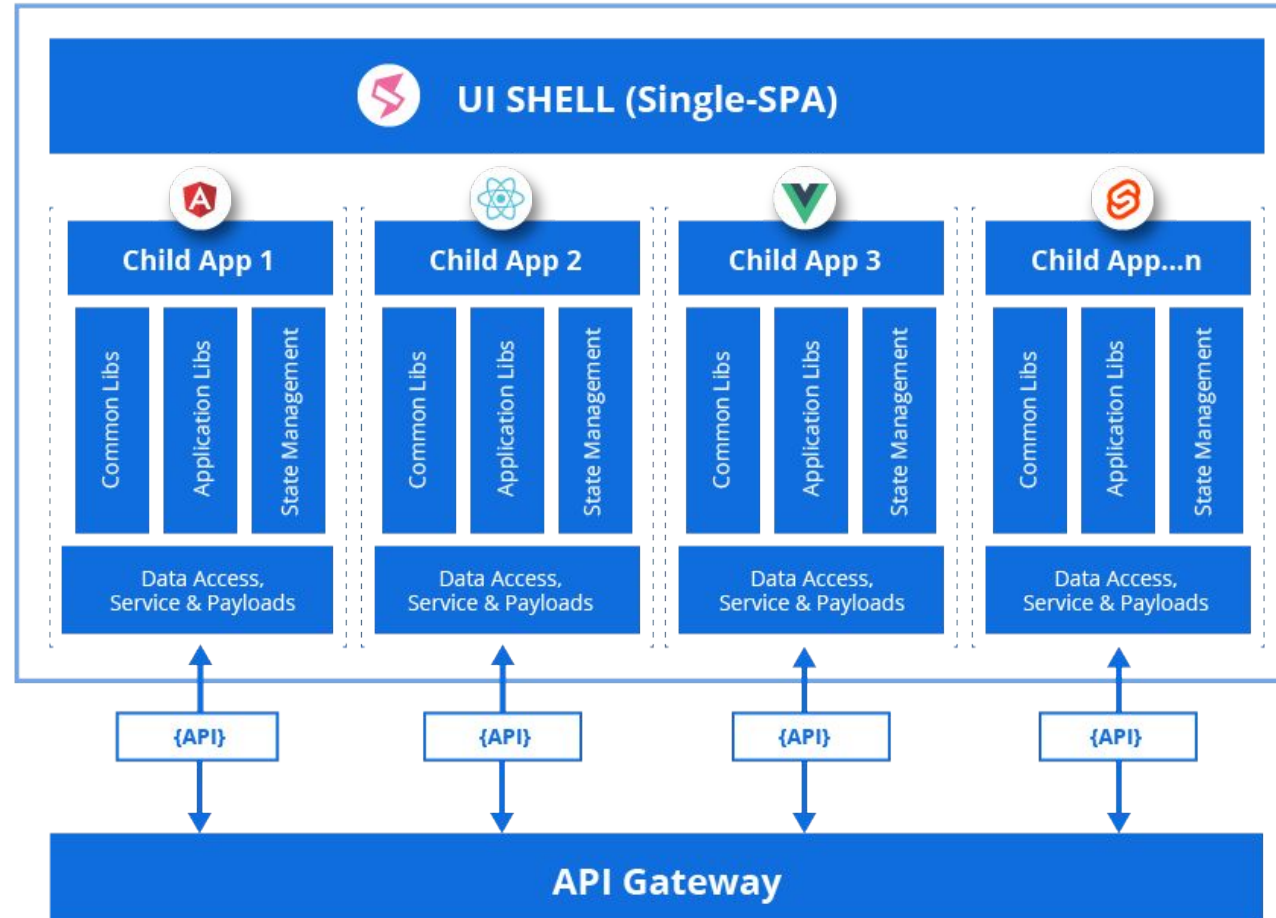 UI SHELL (Single-SPA)
Child App 1
Child App 2
Child App 3
Child App...n
Common Libs
Application Libs
State Management
Common Libs
Application Libs
State Management
Common Libs
Application Libs
State Management
Common Libs
Application Libs
State Management
Data Access,
Service & Payloads
Data Access,
Service & Payloads
Data Access,
Service & Payloads
Data Access,
Service & Payloads
{API}
{API}
{API}
{API}
API Gateway